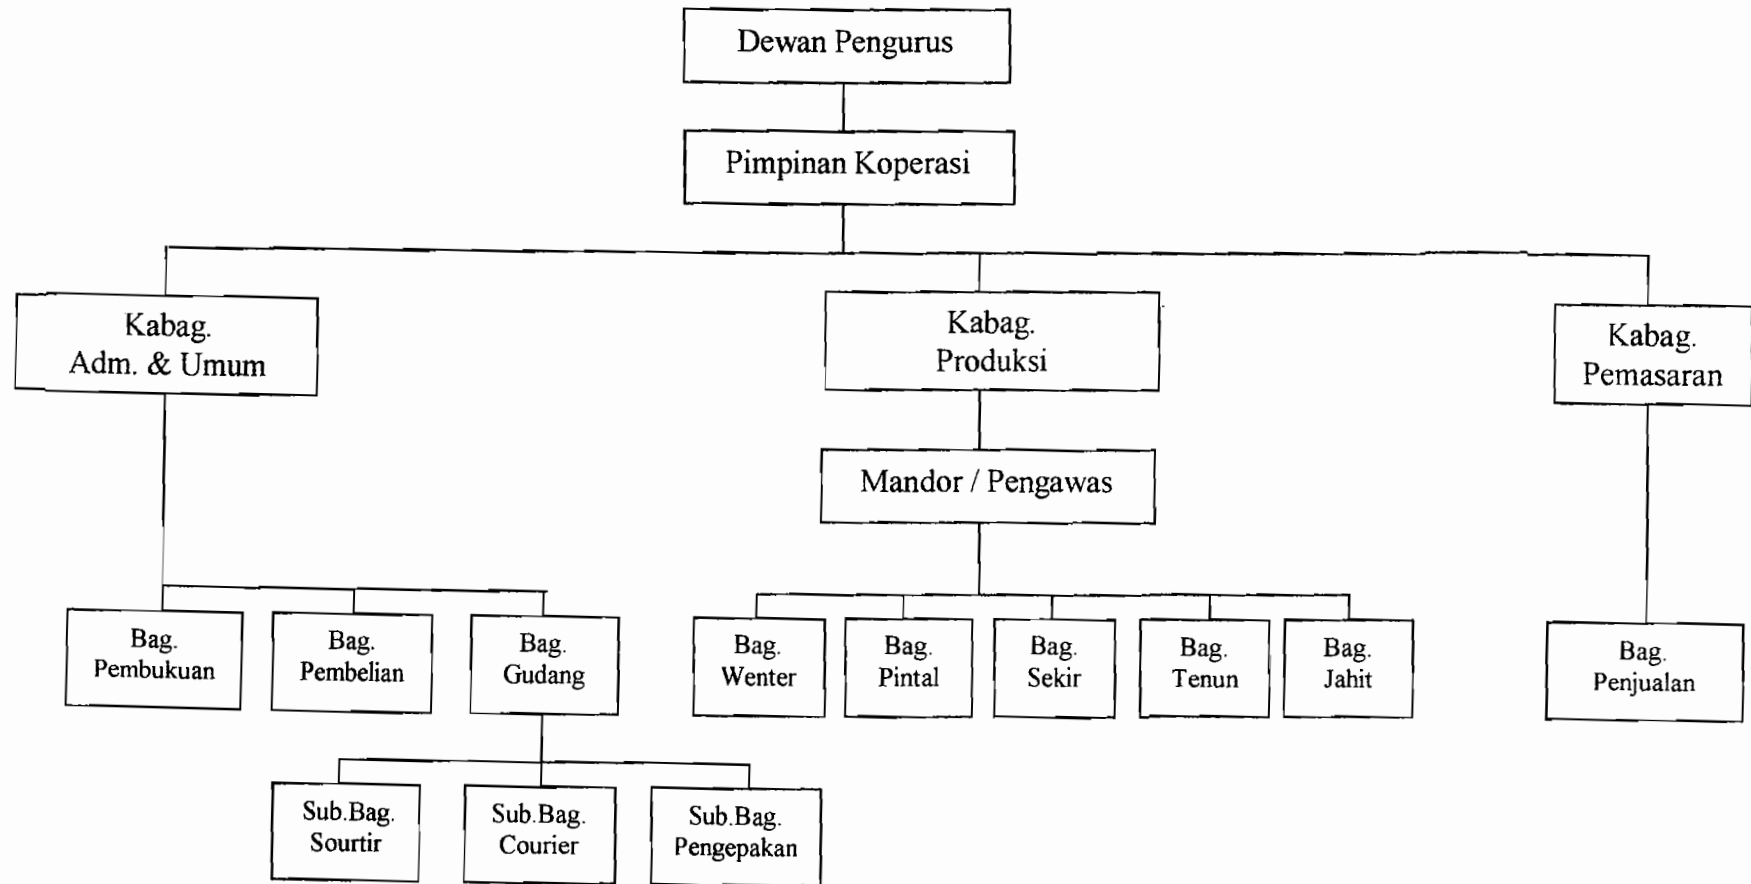 Dewan Pengurus
Pimpinan Koperasi
Kabag.
Adm. & Umum
Kabag.
Produksi
Kabag.
Pemasaran
Mandor / Pengawas
Bag.
Pembukuan
Bag.
Pembelian
Bag.
Gudang
Bag.
Wenter
Bag.
Pintal
Bag.
Sekir
Bag.
Tenun
Bag.
Jahit
Bag.
Penjualan
Sub.Bag.
Sourtir
Sub.Bag.
Courier
Sub.Bag.
Pengepakan